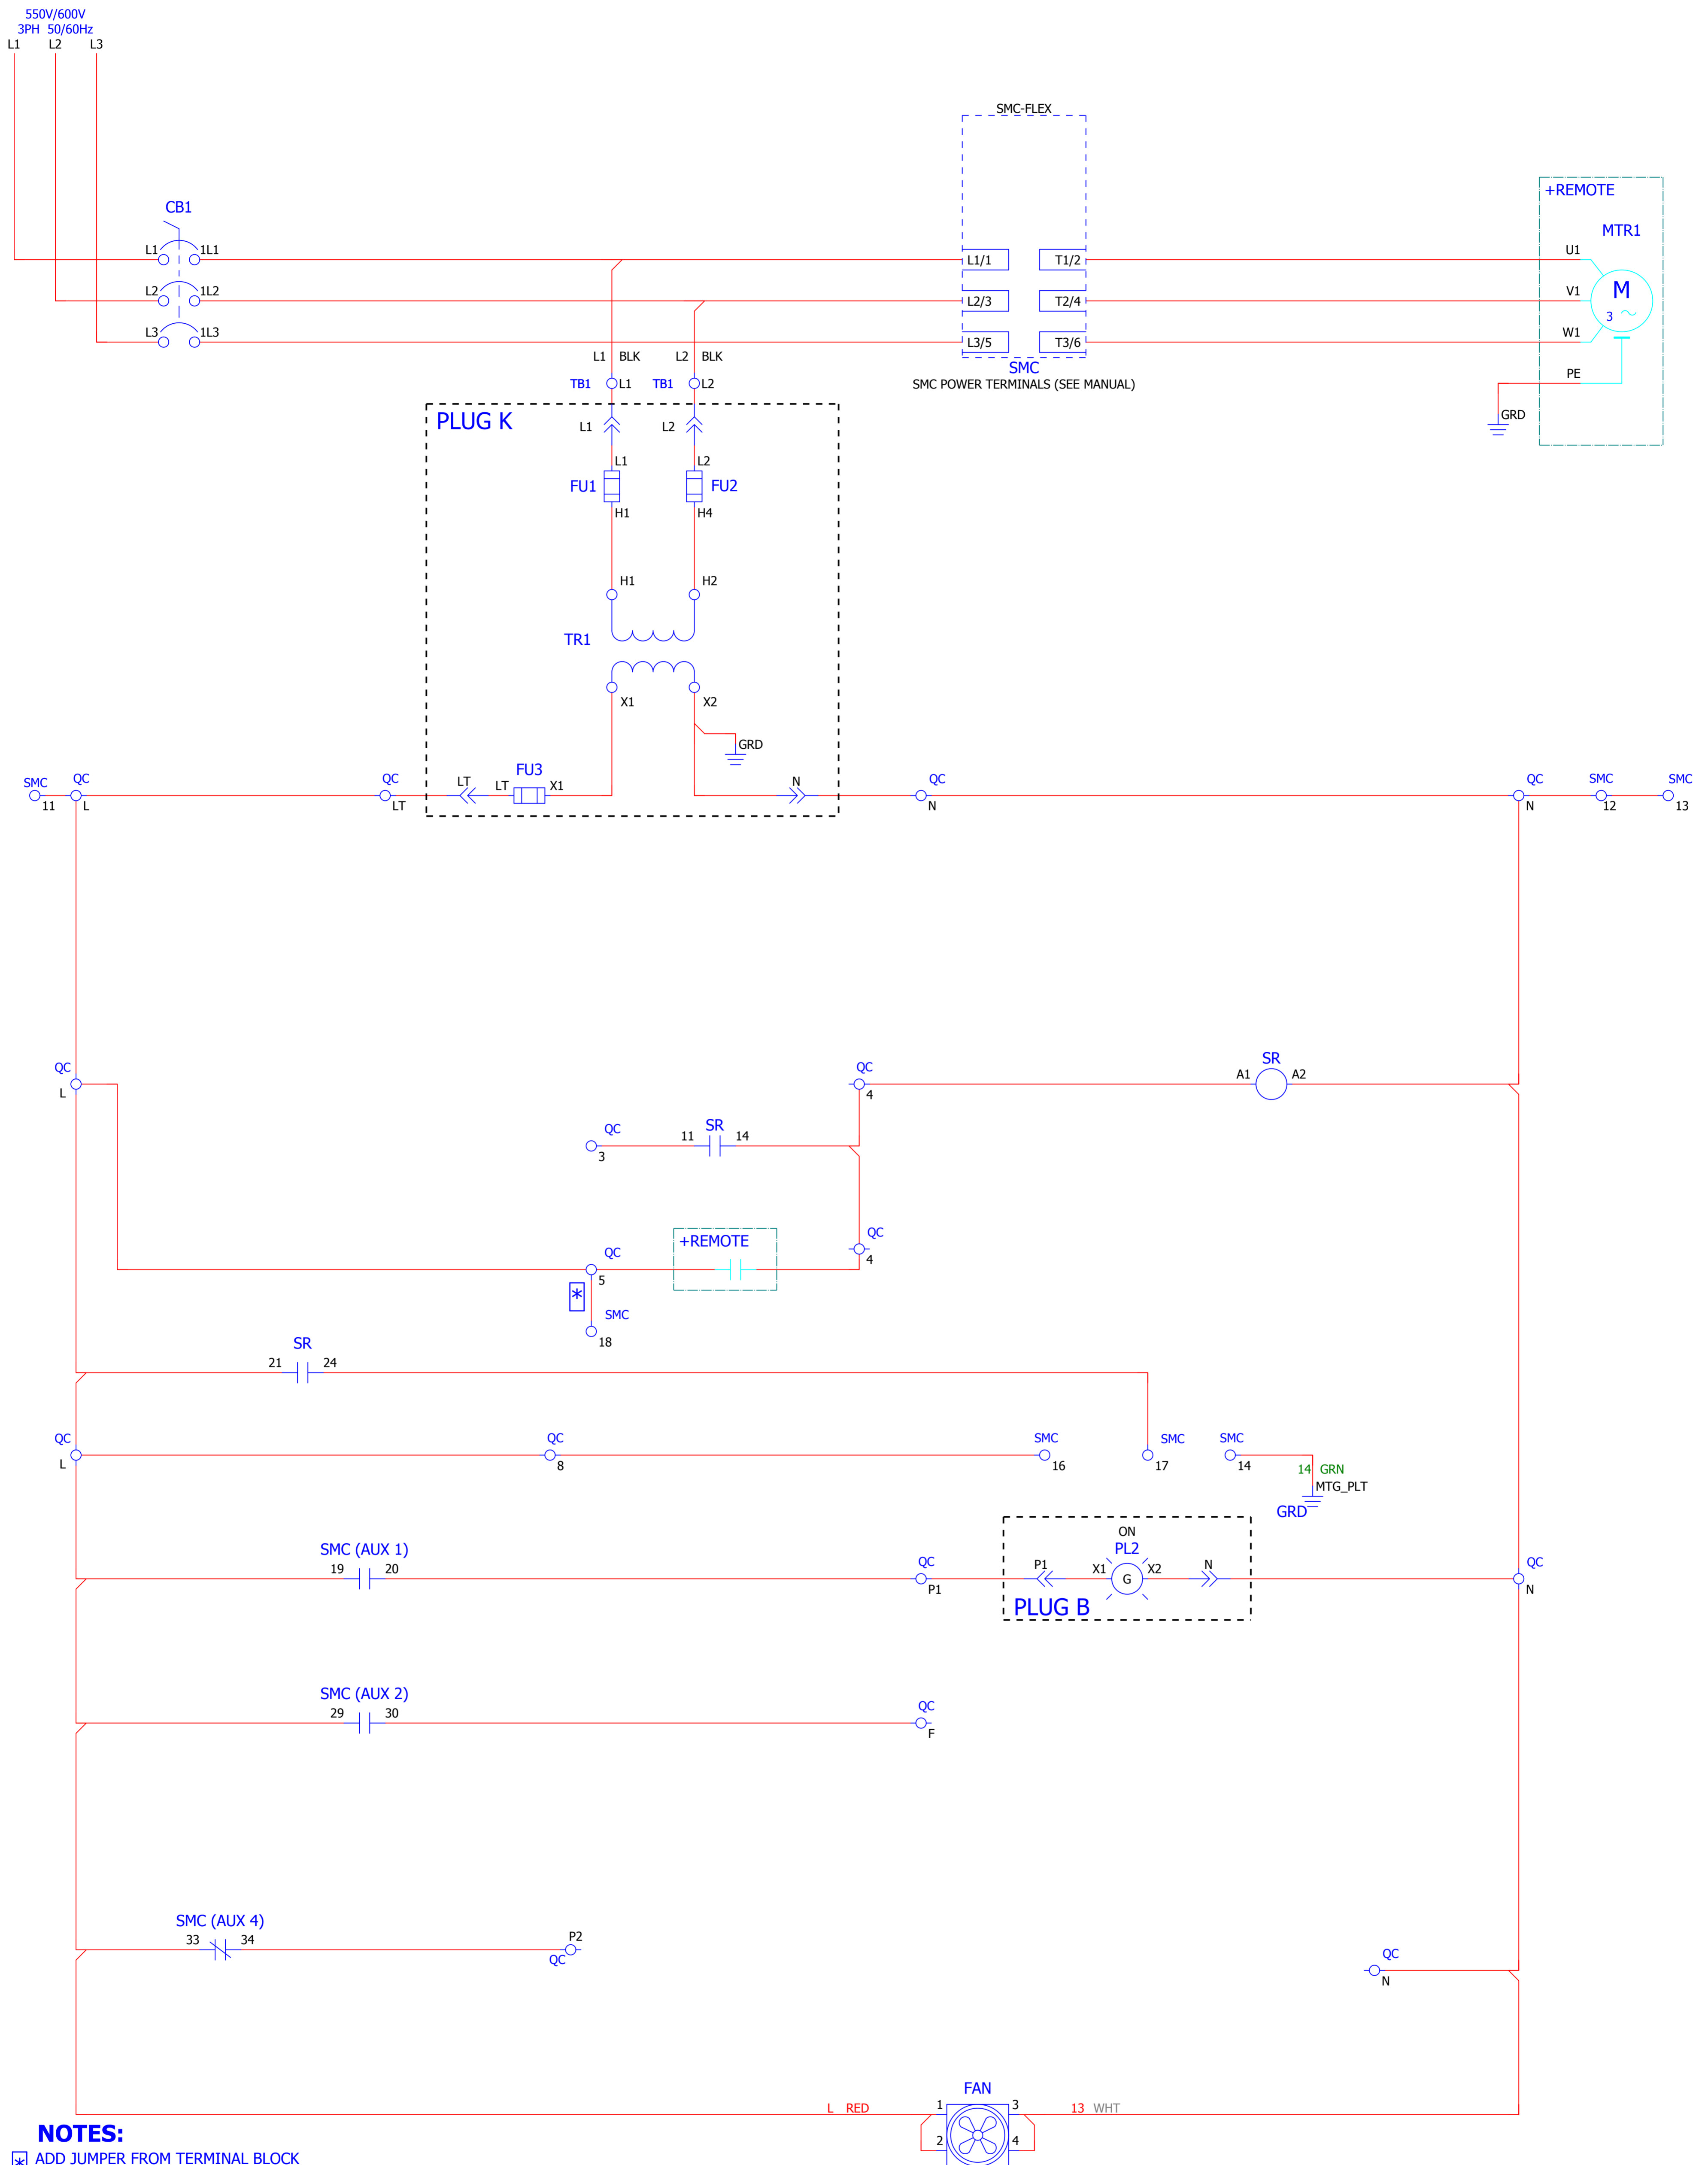 550V/600V
3PH 50/60Hz
L1 L2 L3
SMC-FLEX
+REMOTE
CB1
MTR1
L1 1L1
L1/1 T1/2
U1
L2 1L2
L2/3 T2/4
V1
M
3
L3 1L3
L3/5 T3/6
W1
L1 BLK L2 BLK
SMC
SMC POWER TERMINALS (SEE MANUAL)
PE
TB1 L1 TB1 L2
GRD
PLUG K
L1 L2
L1 L2
FU1 FU2
H1 H4
H1 H2
TR1
X1 X2
GRD
FU3
SMC QC QC LT LT X1 N QC QC SMC SMC
11 L LT N N 12 13
QC QC SR
L 4 A1 A2
QC 11 SR 14
3
QC
4
QC +REMOTE
5
*
SMC
18
SR
21 24
QC QC SMC SMC SMC
L 8 16 17 14
14 GRN
MTG_PLT
GRD
ON
PL2
SMC (AUX 1)
19 20
QC P1 X1 G X2 N QC
P1 N
PLUG B
SMC (AUX 2)
29 30
QC
F
SMC (AUX 4)
33 34
P2
QC
QC
N
FAN
L RED 1 3 13 WHT
2 4
NOTES:
* ADD JUMPER FROM TERMINAL BLOCK